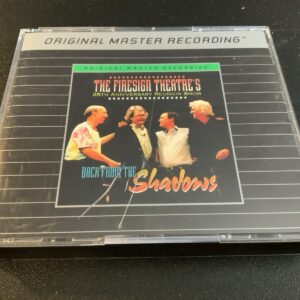 ORIGINAL MASTER RECORDING™
ORIGINAL MASTER RECORDING
THE FIRESIGN THEATRE'S
25TH ANNIVERSARY REUNION SHOW
BACK FROM THE
Shadows